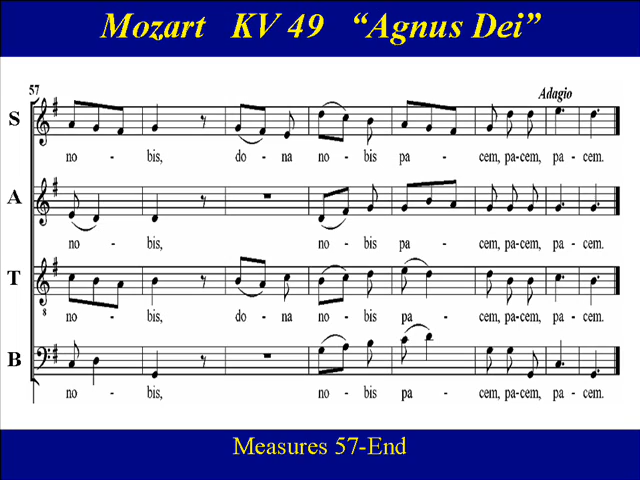 Mozart KV 49 “Agnus Dei”
57
Adagio
S
no - bis, do - na no - bis pa - cem, pa-cem, pa - cem.
A
no - bis, no - bis pa - cem, pa-cem, pa - cem.
T
8
no - bis, do - na no - bis pa - cem, pa-cem, pa - cem.
B
no - bis, no - bis pa - cem, pa-cem, pa - cem.
Measures 57-End